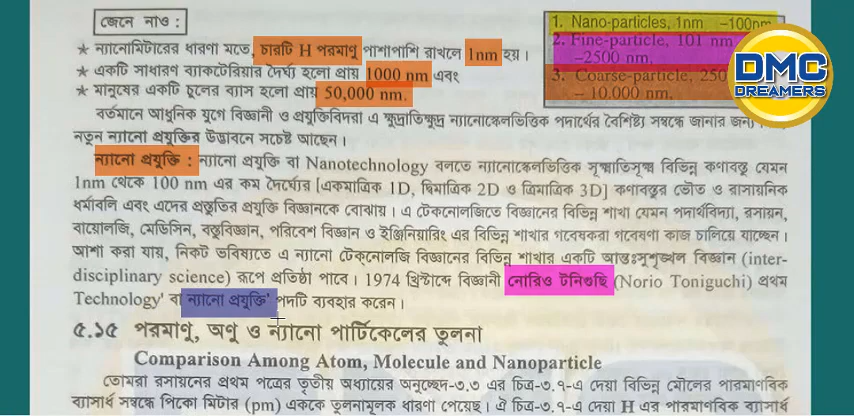 জেনে নাও :
★ ন্যানোমিটারের ধারণা মতে, চারটি H পরমাণু পাশাপাশি রাখলে 1nm হয়।
★ একটি সাধারণ ব্যাকটেরিয়ার দৈর্ঘ্য হলো প্রায় 1000 nm এবং
★ মানুষের একটি চুলের ব্যাস হলো প্রায় 50,000 nm.
1. Nano-particles, 1nm –100nm
2. Fine-particle, 101 nm
–2500 nm.
3. Coarse-particle, 250
– 10,000 nm.
DMC
DREAMERS
বর্তমানে আধুনিক যুগে বিজ্ঞানী ও প্রযুক্তিবিদরা এ ক্ষুদ্রাতিক্ষুদ্র ন্যানোস্কেলভিত্তিক পদার্থের বৈশিষ্ট্য সম্বন্ধে জানার জন্য
নতুন ন্যানো প্রযুক্তির উদ্ভাবনে সচেষ্ট আছেন।
ন্যানো প্রযুক্তি : ন্যানো প্রযুক্তি বা Nanotechnology বলতে ন্যানোস্কেলভিত্তিক সূক্ষ্মাতিসূক্ষ্ম বিভিন্ন কণাবস্তু যেমন
1nm থেকে 100 nm এর কম দৈর্ঘ্যের [একমাত্রিক 1D, দ্বিমাত্রিক 2D ও ত্রিমাত্রিক 3D] কণাবস্তুর ভৌত ও রাসায়নিক
ধর্মাবলি এবং এদের প্রস্তুতির প্রযুক্তি বিজ্ঞানকে বোঝায়। এ টেকনোলজিতে বিজ্ঞানের বিভিন্ন শাখা যেমন পদার্থবিদ্যা, রসায়ন,
বায়োলজি, মেডিসিন, বস্তুবিজ্ঞান, পরিবেশ বিজ্ঞান ও ইঞ্জিনিয়ারিং এর বিভিন্ন শাখার গবেষকরা গবেষণা কাজ চালিয়ে যাচ্ছেন।
আশা করা যায়, নিকট ভবিষ্যতে এ ন্যানো টেকনোলজি বিজ্ঞানের বিভিন্ন শাখার একটি আন্তঃসুশৃঙ্খল বিজ্ঞান (inter-
disciplinary science) রূপে প্রতিষ্ঠা পাবে। 1974 খ্রিস্টাব্দে বিজ্ঞানী নোরিও টনিগুছি (Norio Toniguchi) প্রথম
Technology' বা ন্যানো প্রযুক্তি' পদটি ব্যবহার করেন।
৫.১৫ পরমাণু, অণু ও ন্যানো পার্টিকেলের তুলনা
Comparison Among Atom, Molecule and Nanoparticle
তোমরা রসায়নের প্রথম পত্রের তৃতীয় অধ্যায়ের অনুচ্ছেদ-৩.৩ এর চিত্র-৩.৭-এ দেয়া বিভিন্ন মৌলের পারমাণবিক
ব্যাসার্ধ সম্বন্ধে পিকো মিটার (pm) এককে তুলনামূলক ধারণা পেয়েছ। ঐ চিত্র-৩.৭-এ দেয়া H এর পারমাণবিক ব্যাসার্ধ